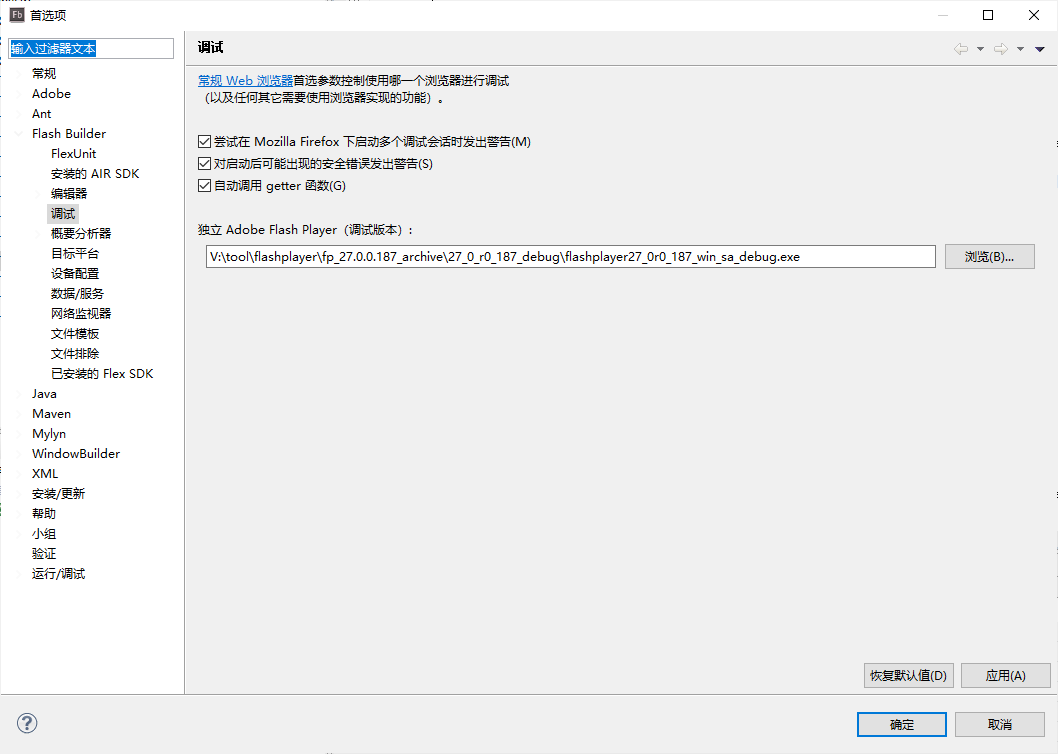 Fb 首选项
输入过滤器文本
常规
Adobe
Ant
Flash Builder
FlexUnit
安装的 AIR SDK
编辑器
调试
概要分析器
目标平台
设备配置
数据/服务
网络监视器
文件模板
文件排除
已安装的 Flex SDK
Java
Maven
Mylyn
WindowBuilder
XML
安装/更新
帮助
小组
验证
运行/调试
调试
常规 Web 浏览器首选参数控制使用哪一个浏览器进行调试
（以及任何其它需要使用浏览器实现的功能）。
尝试在 Mozilla Firefox 下启动多个调试会话时发出警告(M)
对启动后可能出现的安全错误发出警告(S)
自动调用 getter 函数(G)
独立 Adobe Flash Player（调试版本）:
V:\tool\flashplayer\fp_27.0.0.187_archive\27_0_r0_187_debug\flashplayer27_0r0_187_win_sa_debug.exe
浏览(B)...
恢复默认值(D)
应用(A)
?
确定
取消